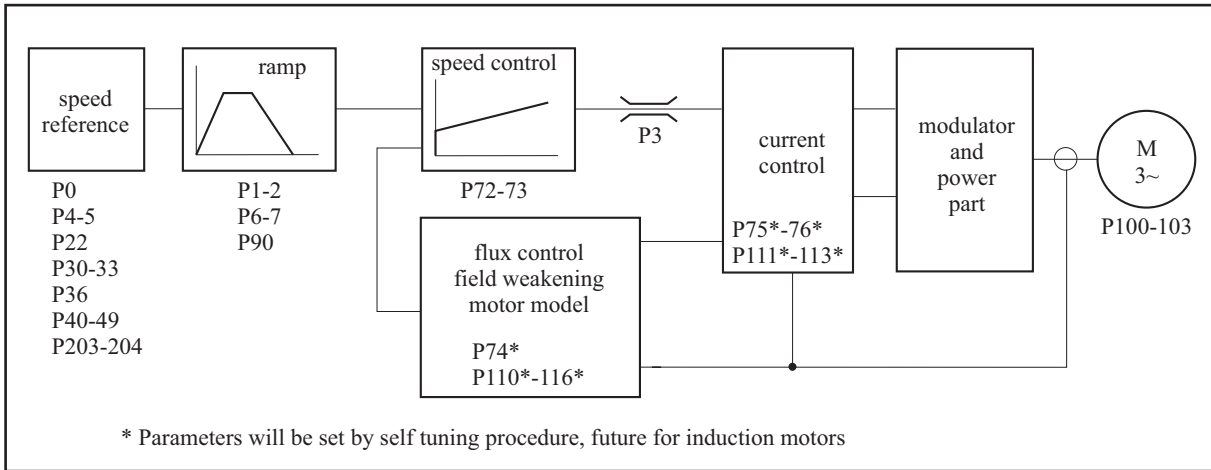 speed
reference
P0
P4-5
P22
P30-33
P36
P40-49
P203-204
ramp
P1-2
P6-7
P90
speed control
P72-73
P3
flux control
field weakening
motor model
P74*
P110*-116*
current
control
P75*-76*
P111*-113*
modulator
and
power
part
M
3~
P100-103
* Parameters will be set by self tuning procedure, future for induction motors